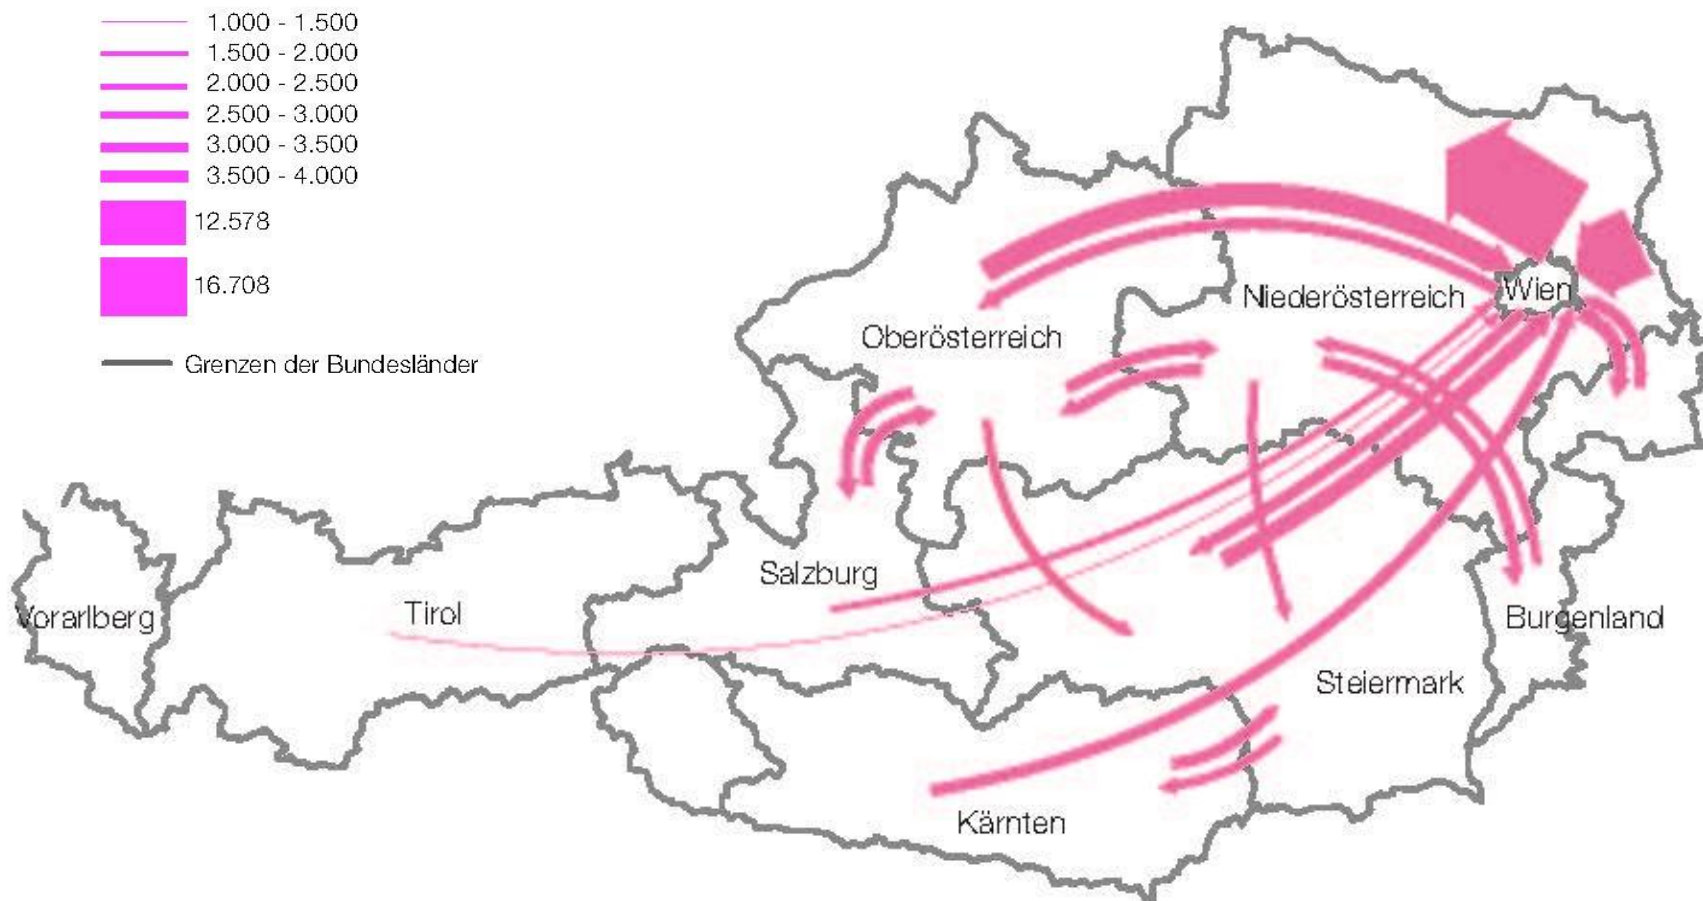 1.000 - 1.500
1.500 - 2.000
2.000 - 2.500
2.500 - 3.000
3.000 - 3.500
3.500 - 4.000
12.578
16.708
Grenzen der Bundesländer
Niederösterreich
Wien
Oberösterreich
Salzburg
Tirol
Vorarlberg
Burgenland
Steiermark
Kärnten